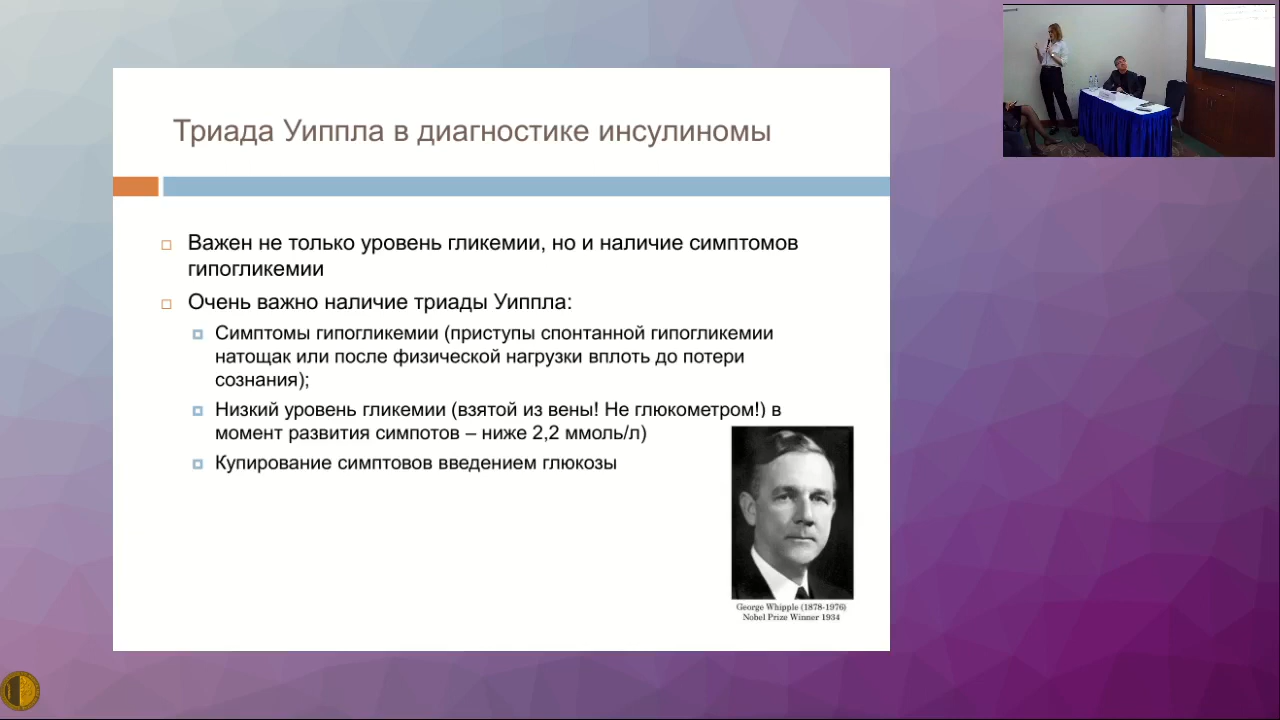 Триада Уиппла в диагностике инсулиномы
Важен не только уровень гликемии, но и наличие симптомов
гипогликемии
Очень важно наличие триады Уиппла:
Симптомы гипогликемии (приступы спонтанной гипогликемии
натощак или после физической нагрузки вплоть до потери
сознания);
Низкий уровень гликемии (взятой из вены! Не глюкометром!) в
момент развития симпотов – ниже 2,2 ммоль/л)
Купирование симптовов введением глюкозы
George Whipple (1878-1976)
Nobel Prize Winner 1934